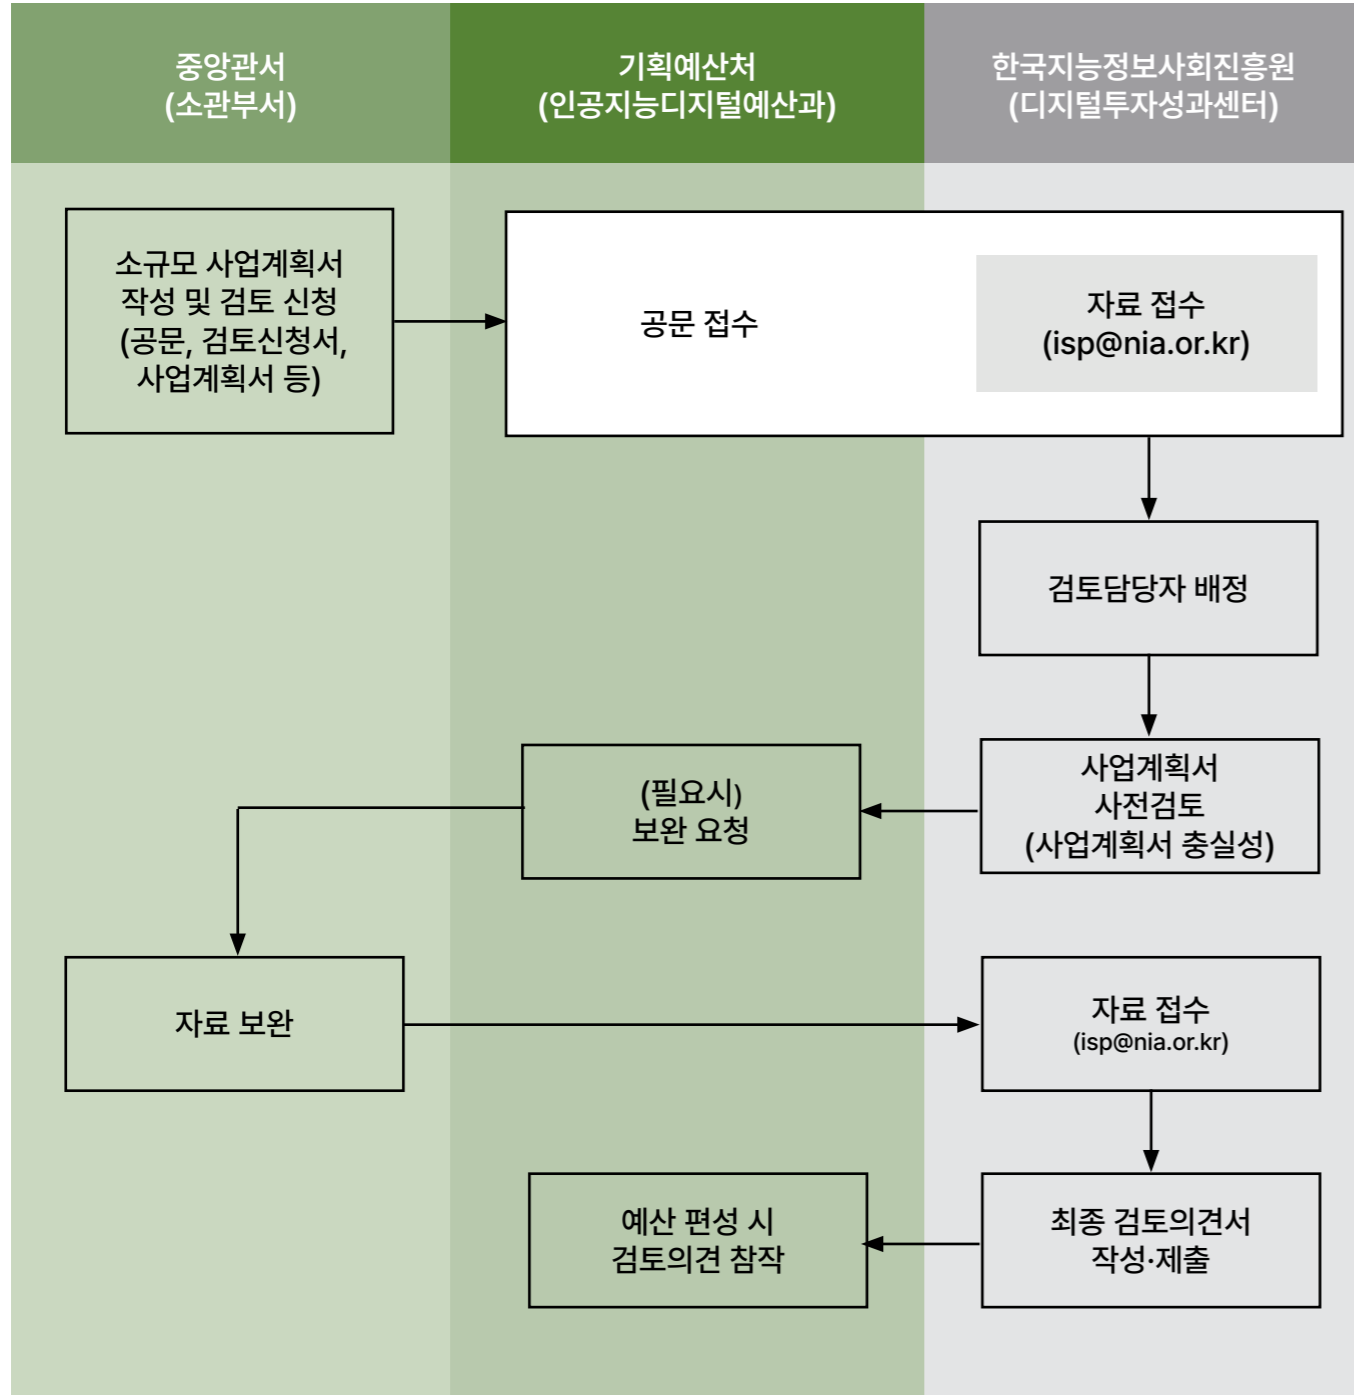 중앙관서
(소관부서)
기획예산처
(인공지능디지털예산과)
한국지능정보사회진흥원
(디지털투자성과센터)
소규모 사업계획서
작성 및 검토 신청
(공문, 검토신청서,
사업계획서 등)
공문 접수
자료 접수
(isp@nia.or.kr)
검토담당자 배정
사업계획서
사전검토
(사업계획서 충실성)
(필요시)
보완 요청
자료 보완
자료 접수
(isp@nia.or.kr)
최종 검토의견서
작성·제출
예산 편성 시
검토의견 참작